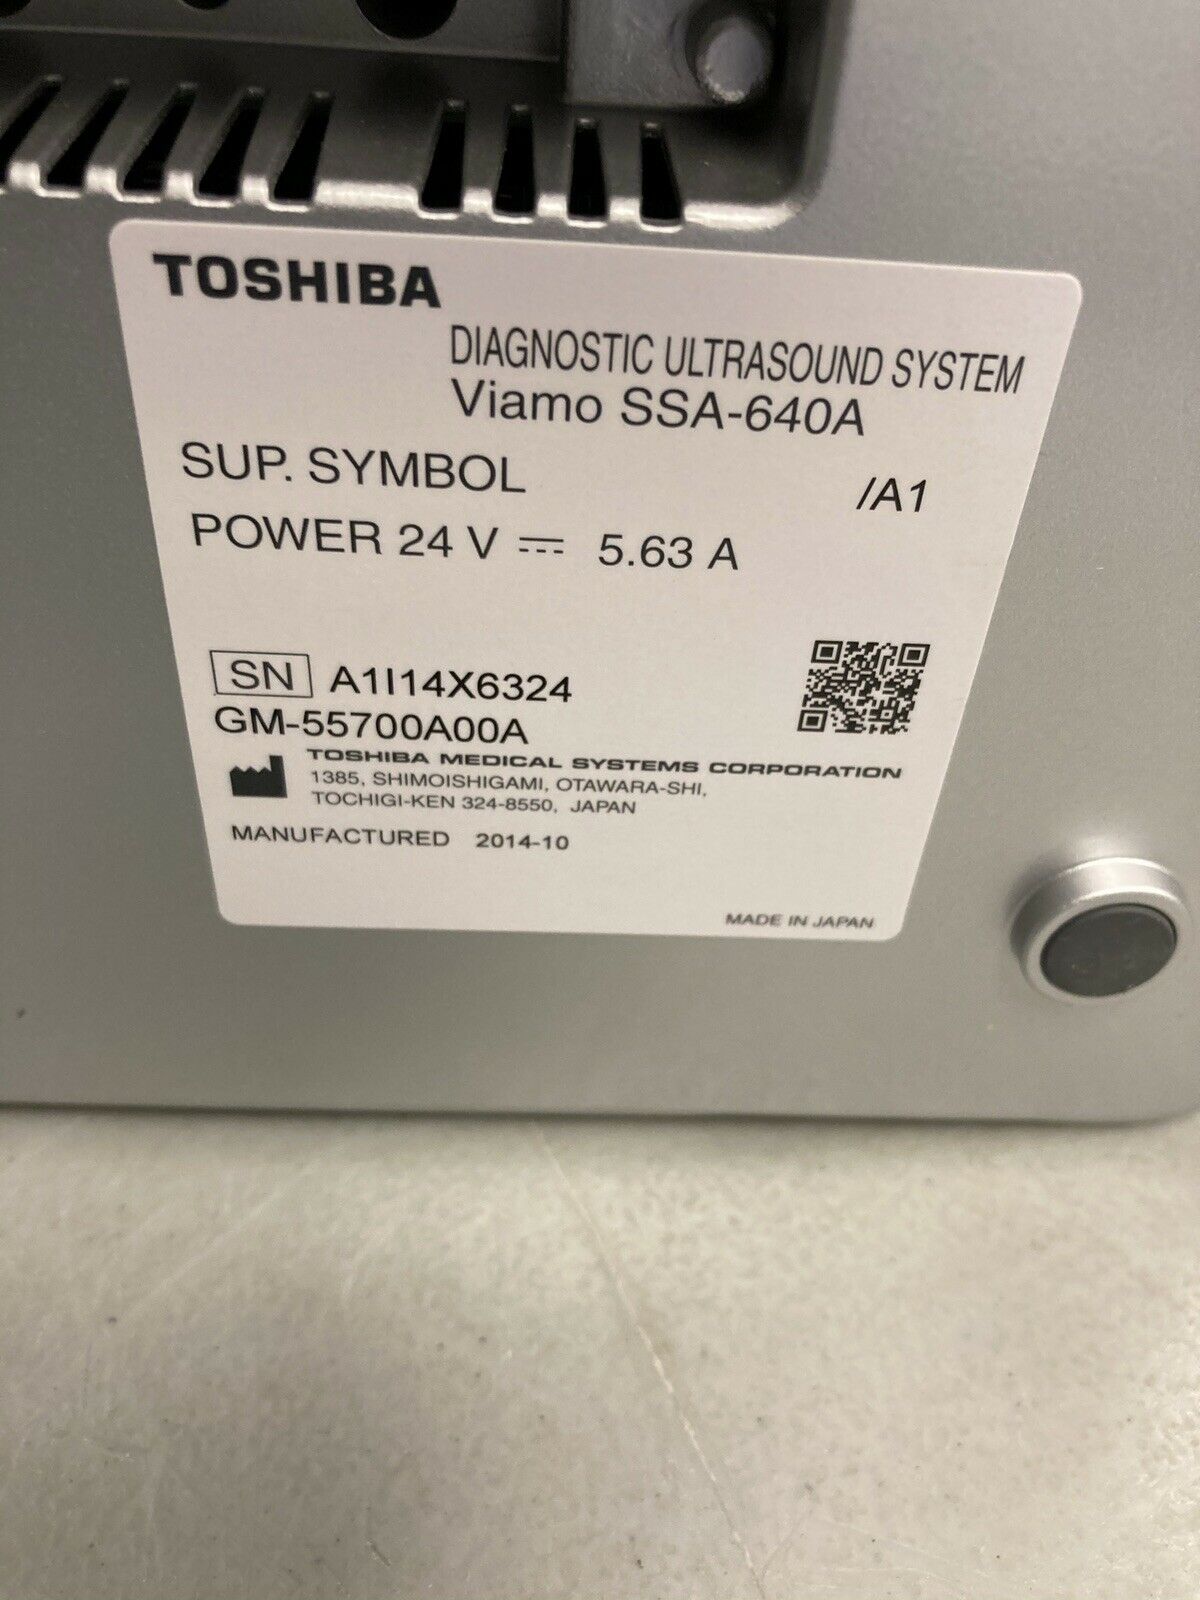 TOSHIBA
DIAGNOSTIC ULTRASOUND SYSTEM
Viamo SSA-640A
SUP. SYMBOL /A1
POWER 24 V ⎓ 5.63 A
SN A1I14X6324
GM-55700A00A
TOSHIBA MEDICAL SYSTEMS CORPORATION
1385, SHIMOISHIGAMI, OTAWARA-SHI,
TOCHIGI-KEN 324-8550, JAPAN
MANUFACTURED 2014-10
MADE IN JAPAN